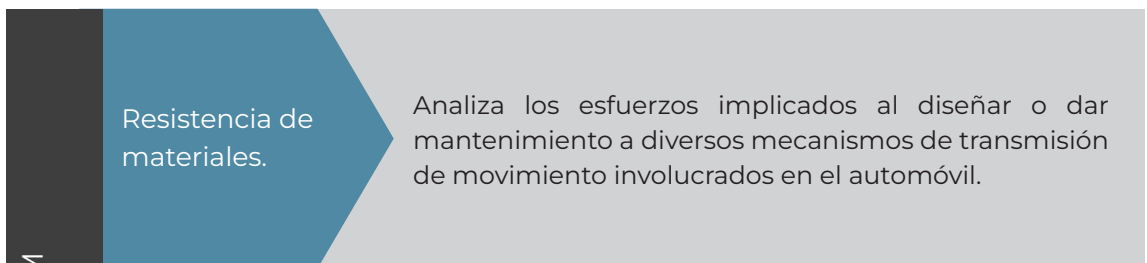 Resistencia de
materiales.
Analiza los esfuerzos implicados al diseñar o dar
mantenimiento a diversos mecanismos de transmisión
de movimiento involucrados en el automóvil.